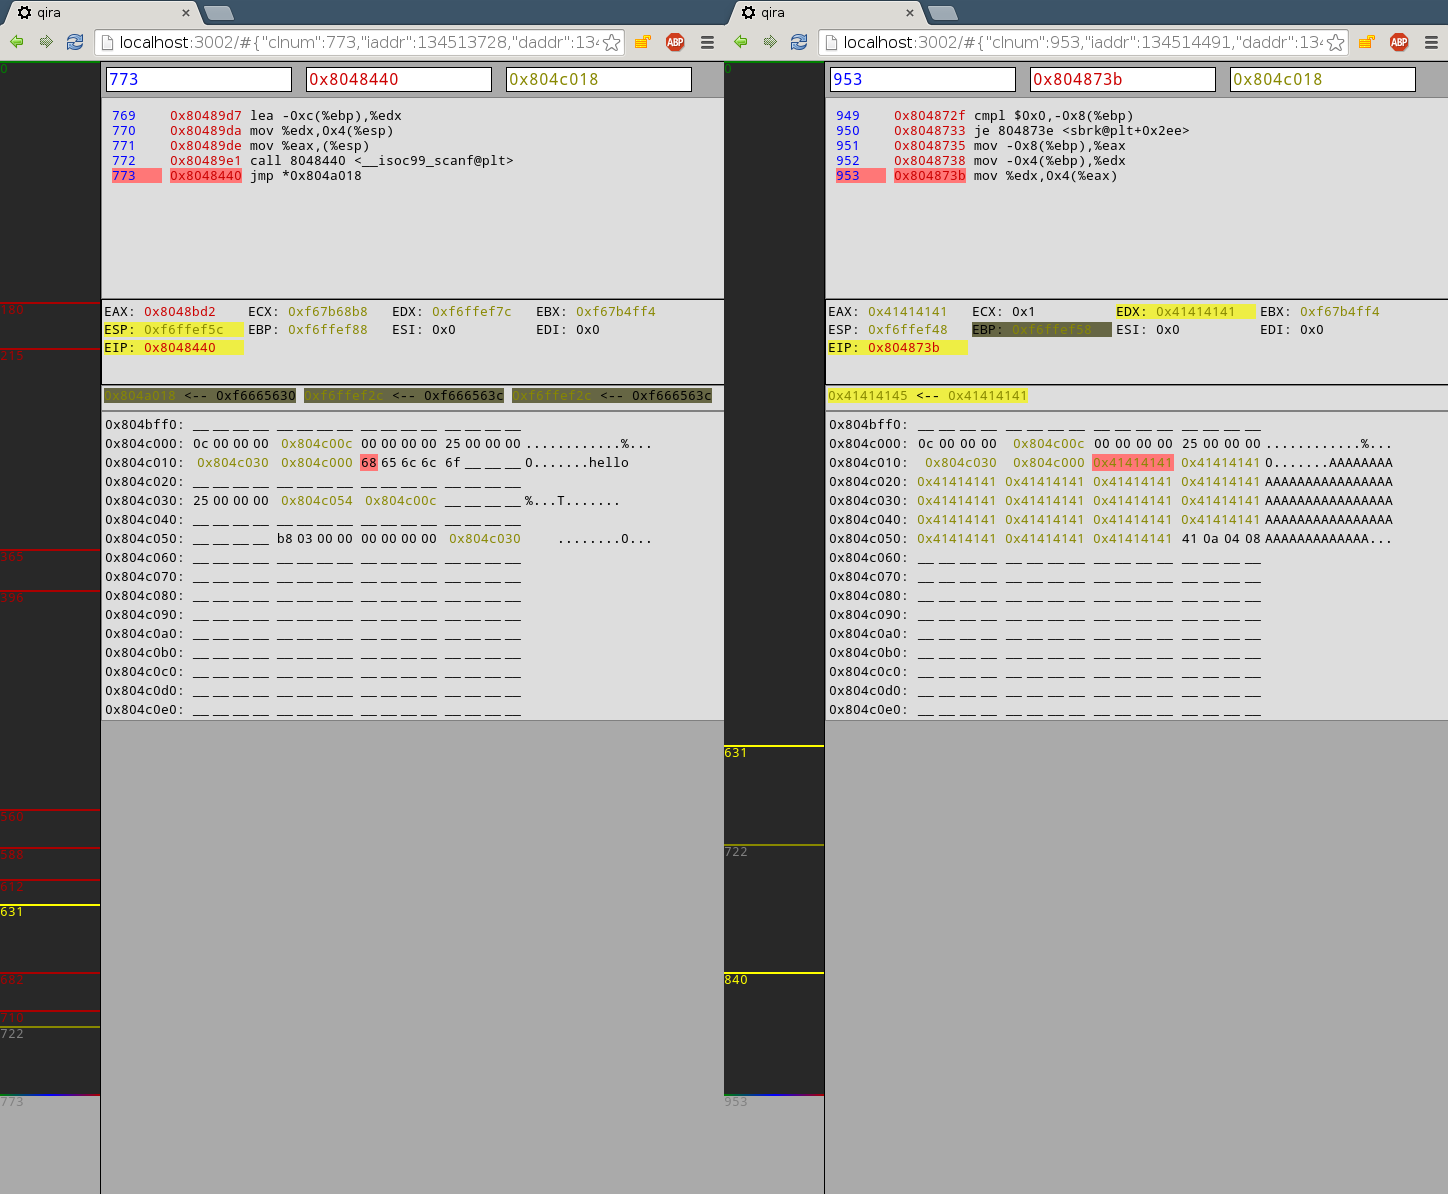 qira ×
localhost:3002/#{"clnum":773,"iaddr":134513728,"daddr":134
ABP
773 0x8048440 0x804c018
769 0x80489d7 lea -0xc(%ebp),%edx
770 0x80489da mov %edx,0x4(%esp)
771 0x80489de mov %eax,(%esp)
772 0x80489e1 call 8048440 <__isoc99_scanf@plt>
773 0x8048440 jmp *0x804a018
EAX: 0x8048bd2 ECX: 0xf67b68b8 EDX: 0xf6ffef7c EBX: 0xf67b4ff4
ESP: 0xf6ffef5c EBP: 0xf6ffef88 ESI: 0x0 EDI: 0x0
EIP: 0x8048440
0x804a018 <-- 0xf6665630 0xf6ffef2c <-- 0xf666563c 0xf6ffef2c <-- 0xf666563c
0x804bff0: __ __ __ __ __ __ __ __ __ __ __ __ __ __ __ __
0x804c000: 0c 00 00 00 0x804c00c 00 00 00 00 25 00 00 00 ............%...
0x804c010: 0x804c030 0x804c000 68 65 6c 6c 6f __ __ __ 0.......hello
0x804c020: __ __ __ __ __ __ __ __ __ __ __ __ __ __ __ __
0x804c030: 25 00 00 00 0x804c054 0x804c00c __ __ __ __ %...T.......
0x804c040: __ __ __ __ __ __ __ __ __ __ __ __ __ __ __ __
0x804c050: __ __ __ __ b8 03 00 00 00 00 00 00 0x804c030 ........0...
0x804c060: __ __ __ __ __ __ __ __ __ __ __ __ __ __ __ __
0x804c070: __ __ __ __ __ __ __ __ __ __ __ __ __ __ __ __
0x804c080: __ __ __ __ __ __ __ __ __ __ __ __ __ __ __ __
0x804c090: __ __ __ __ __ __ __ __ __ __ __ __ __ __ __ __
0x804c0a0: __ __ __ __ __ __ __ __ __ __ __ __ __ __ __ __
0x804c0b0: __ __ __ __ __ __ __ __ __ __ __ __ __ __ __ __
0x804c0c0: __ __ __ __ __ __ __ __ __ __ __ __ __ __ __ __
0x804c0d0: __ __ __ __ __ __ __ __ __ __ __ __ __ __ __ __
0x804c0e0: __ __ __ __ __ __ __ __ __ __ __ __ __ __ __ __
0
180
215
365
396
560
588
612
631
682
710
722
773
qira ×
localhost:3002/#{"clnum":953,"iaddr":134514491,"daddr":134
ABP
953 0x804873b 0x804c018
949 0x804872f cmpl $0x0,-0x8(%ebp)
950 0x8048733 je 804873e <sbrk@plt+0x2ee>
951 0x8048735 mov -0x8(%ebp),%eax
952 0x8048738 mov -0x4(%ebp),%edx
953 0x804873b mov %edx,0x4(%eax)
EAX: 0x41414141 ECX: 0x1 EDX: 0x41414141 EBX: 0xf67b4ff4
ESP: 0xf6ffef48 EBP: 0xf6ffef58 ESI: 0x0 EDI: 0x0
EIP: 0x804873b
0x41414145 <-- 0x41414141
0x804bff0: __ __ __ __ __ __ __ __ __ __ __ __ __ __ __ __
0x804c000: 0c 00 00 00 0x804c00c 00 00 00 00 25 00 00 00 ............%...
0x804c010: 0x804c030 0x804c000 0x41414141 0x41414141 0.......AAAAAAAA
0x804c020: 0x41414141 0x41414141 0x41414141 0x41414141 AAAAAAAAAAAAAAAA
0x804c030: 0x41414141 0x41414141 0x41414141 0x41414141 AAAAAAAAAAAAAAAA
0x804c040: 0x41414141 0x41414141 0x41414141 0x41414141 AAAAAAAAAAAAAAAA
0x804c050: 0x41414141 0x41414141 0x41414141 41 0a 04 08 AAAAAAAAAAAAA...
0x804c060: __ __ __ __ __ __ __ __ __ __ __ __ __ __ __ __
0x804c070: __ __ __ __ __ __ __ __ __ __ __ __ __ __ __ __
0x804c080: __ __ __ __ __ __ __ __ __ __ __ __ __ __ __ __
0x804c090: __ __ __ __ __ __ __ __ __ __ __ __ __ __ __ __
0x804c0a0: __ __ __ __ __ __ __ __ __ __ __ __ __ __ __ __
0x804c0b0: __ __ __ __ __ __ __ __ __ __ __ __ __ __ __ __
0x804c0c0: __ __ __ __ __ __ __ __ __ __ __ __ __ __ __ __
0x804c0d0: __ __ __ __ __ __ __ __ __ __ __ __ __ __ __ __
0x804c0e0: __ __ __ __ __ __ __ __ __ __ __ __ __ __ __ __
0
631
722
840
953